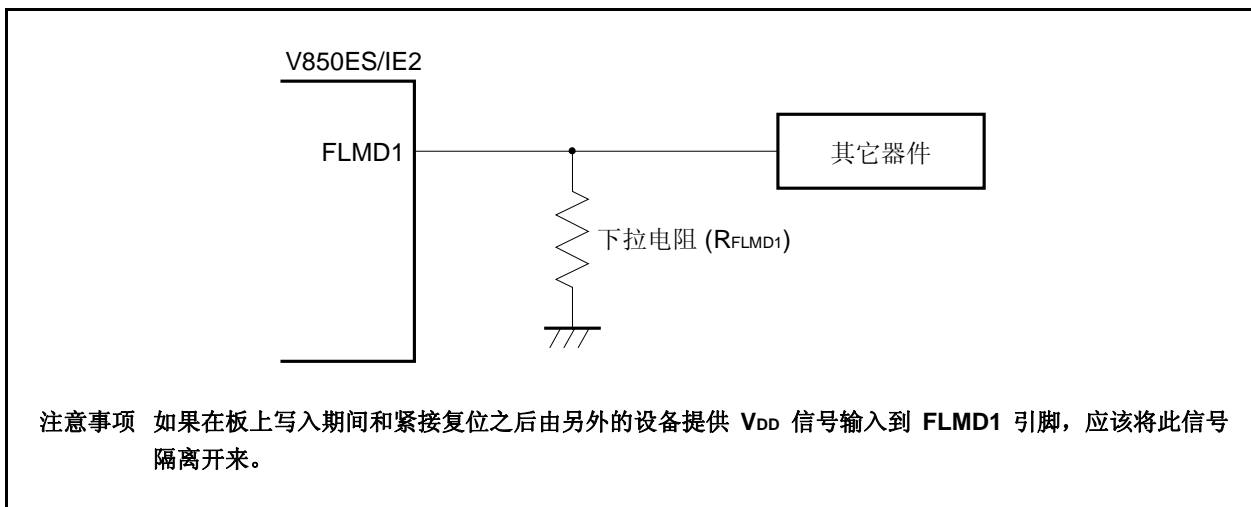 V850ES/IE2
FLMD1
其它器件
下拉电阻 (RFLMD1)
注意事项 如果在板上写入期间和紧接复位之后由另外的设备提供 VDD 信号输入到 FLMD1 引脚，应该将此信号
隔离开来。